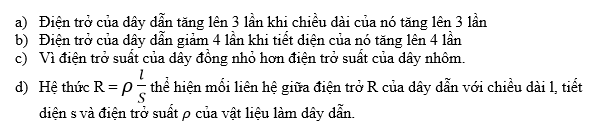 a) Điện trở của dây dẫn tăng lên 3 lần khi chiều dài của nó tăng lên 3 lần
b) Điện trở của dây dẫn giảm 4 lần khi tiết diện của nó tăng lên 4 lần
c) Vì điện trở suất của dây đồng nhỏ hơn điện trở suất của dây nhôm.
d) Hệ thức R = ρ l/S thể hiện mối liên hệ giữa điện trở R của dây dẫn với chiều dài l, tiết
diện s và điện trở suất ρ của vật liệu làm dây dẫn.